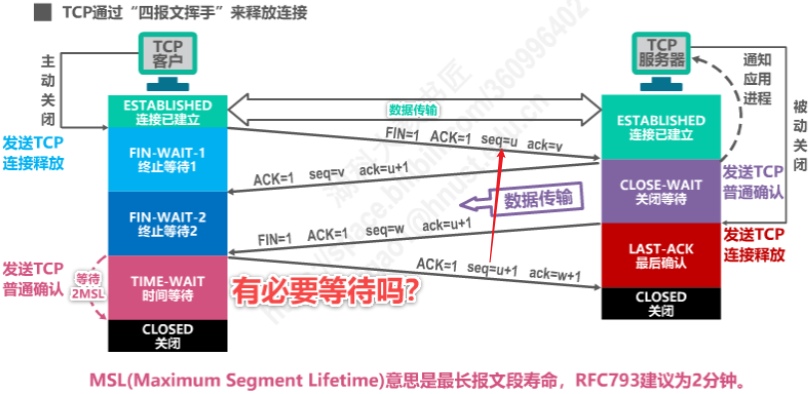 TCP通过“四报文挥手”来释放连接
TCP
客户
TCP
服务器
主动关闭
通知
应用
进程
被动关闭
ESTABLISHED
连接已建立
数据传输
ESTABLISHED
连接已建立
FIN=1 ACK=1 seq=u ack=v
发送TCP
连接释放
FIN-WAIT-1
终止等待1
ACK=1 seq=v ack=u+1
CLOSE-WAIT
关闭等待
发送TCP
普通确认
数据传输
FIN-WAIT-2
终止等待2
FIN=1 ACK=1 seq=w ack=u+1
LAST-ACK
最后确认
发送TCP
连接释放
ACK=1 seq=u+1 ack=w+1
发送TCP
普通确认
等待
2MSL
TIME-WAIT
时间等待
有必要等待吗?
CLOSED
关闭
CLOSED
关闭
MSL(Maximum Segment Lifetime)意思是最长报文段寿命，RFC793建议为2分钟。